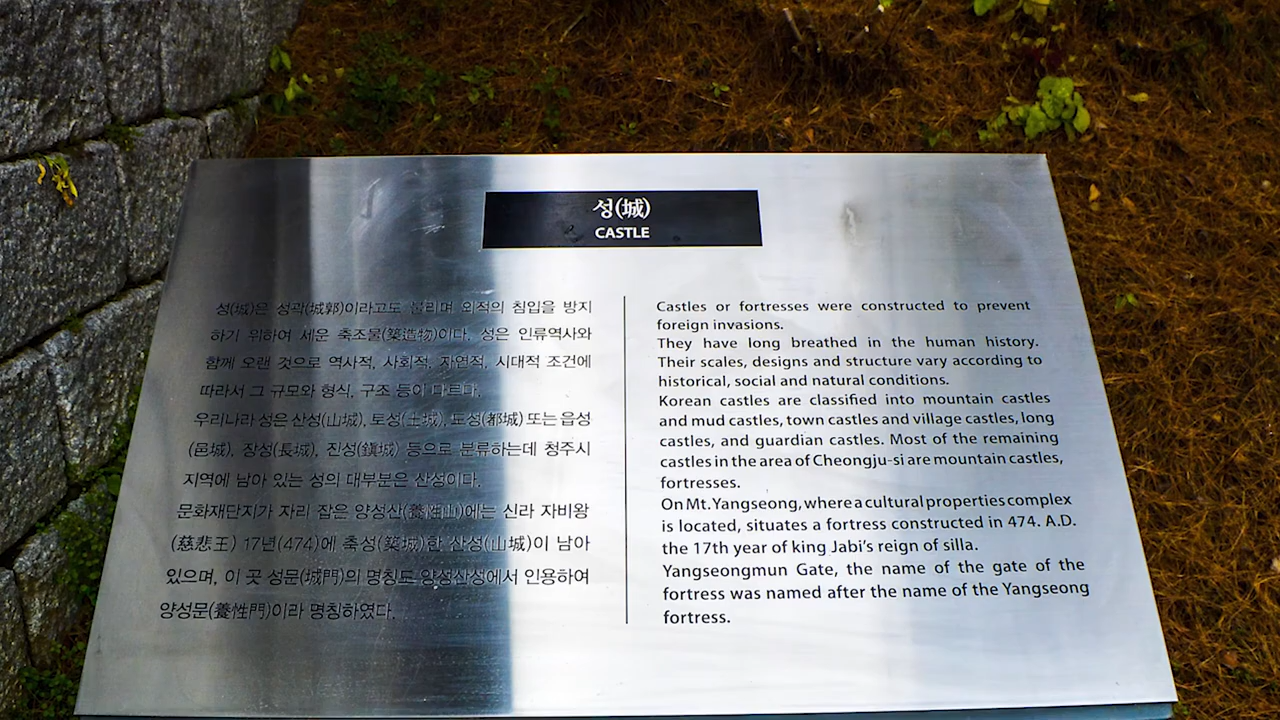 성(城)
CASTLE
성(城)은 성곽(城郭)이라고도 불리며 외적의 침입을 방지
하기 위하여 세운 축조물(築造物)이다. 성은 인류역사와
함께 오랜 것으로 역사적, 사회적, 자연적, 시대적 조건에
따라서 그 규모와 형식, 구조 등이 다르다.
우리나라 성은 산성(山城), 토성(土城), 도성(都城) 또는 읍성
(邑城), 장성(長城), 진성(鎭城) 등으로 분류하는데 청주시
지역에 남아 있는 성의 대부분은 산성이다.
문화재단지가 자리 잡은 양성산(養性山)에는 신라 자비왕
(慈悲王) 17년(474)에 축성(築城)한 산성(山城)이 남아
있으며, 이 곳 성문(城門)의 명칭도 양성산성에서 인용하여
양성문(養性門)이라 명칭하였다.
Castles or fortresses were constructed to prevent
foreign invasions.
They have long breathed in the human history.
Their scales, designs and structure vary according to
historical, social and natural conditions.
Korean castles are classified into mountain castles
and mud castles, town castles and village castles, long
castles, and guardian castles. Most of the remaining
castles in the area of Cheongju-si are mountain castles,
fortresses.
On Mt. Yangseong, where a cultural properties complex
is located, situates a fortress constructed in 474. A.D.
the 17th year of king Jabi's reign of silla.
Yangseongmun Gate, the name of the gate of the
fortress was named after the name of the Yangseong
fortress.